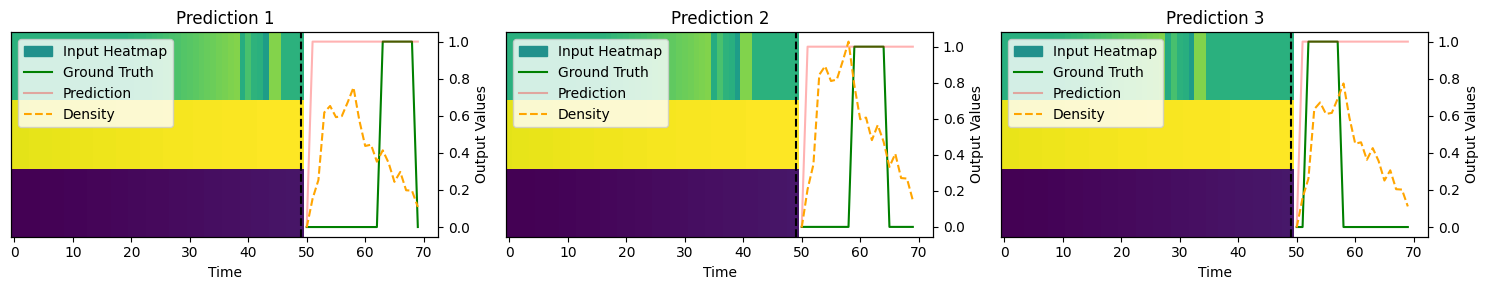 Prediction 1
Input Heatmap
Ground Truth
Prediction
Density
1.0
0.8
0.6
0.4
0.2
0.0
Output Values
0 10 20 30 40 50 60 70
Time
Prediction 2
Input Heatmap
Ground Truth
Prediction
Density
1.0
0.8
0.6
0.4
0.2
0.0
Output Values
0 10 20 30 40 50 60 70
Time
Prediction 3
Input Heatmap
Ground Truth
Prediction
Density
1.0
0.8
0.6
0.4
0.2
0.0
Output Values
0 10 20 30 40 50 60 70
Time